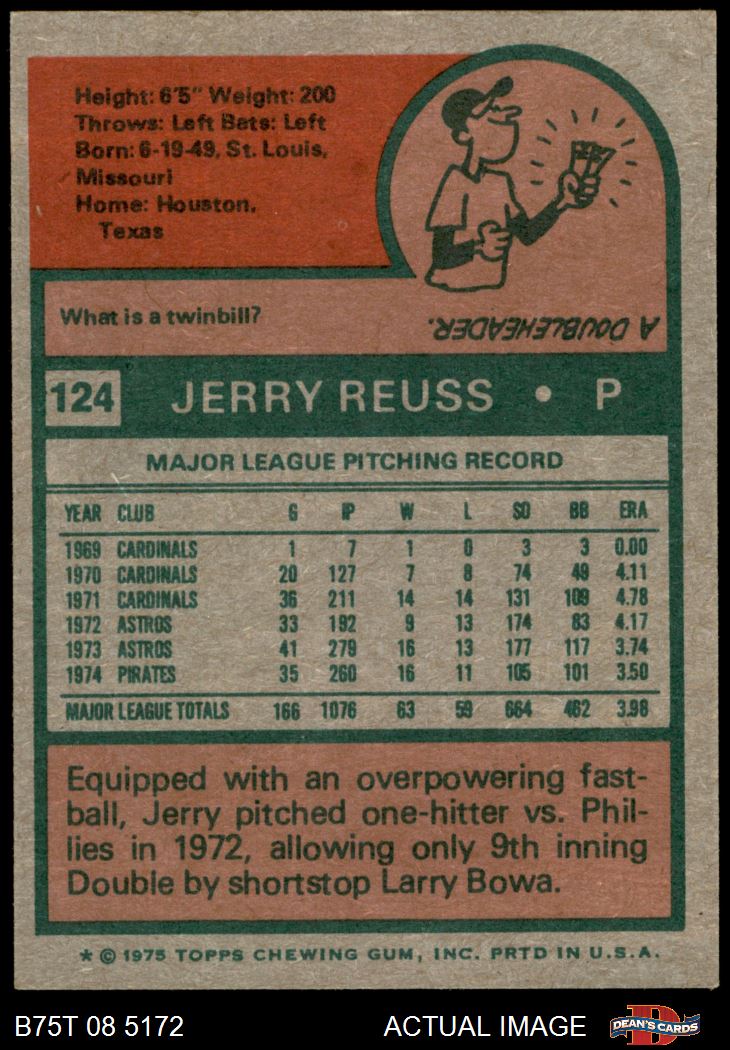 Height: 6'5" Weight: 200
Throws: Left Bats: Left
Born: 6-19-49, St. Louis,
Missouri
Home: Houston,
Texas
What is a twinbill?
A DOUBLEHEADER.
124 JERRY REUSS • P
MAJOR LEAGUE PITCHING RECORD
YEAR CLUB G IP W L SO BB ERA
1969 CARDINALS 1 7 1 0 3 3 0.00
1970 CARDINALS 20 127 7 8 74 49 4.11
1971 CARDINALS 36 211 14 14 131 109 4.78
1972 ASTROS 33 192 9 13 174 83 4.17
1973 ASTROS 41 279 16 13 177 117 3.74
1974 PIRATES 35 260 16 11 105 101 3.50
MAJOR LEAGUE TOTALS 166 1076 63 59 664 462 3.98
Equipped with an overpowering fast-
ball, Jerry pitched one-hitter vs. Phil-
lies in 1972, allowing only 9th inning
Double by shortstop Larry Bowa.
* © 1975 TOPPS CHEWING GUM, INC. PRTD IN U.S.A.
B75T 08 5172 ACTUAL IMAGE DEAN'S CARDS